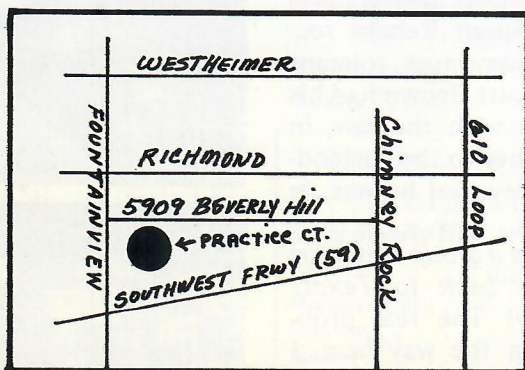 WESTHEIMER
FOUNTAINVIEW
RICHMOND
Chimney Rock
610 LOOP
5909 BEVERLY Hill
← PRACTICE CT.
SOUTHWEST FRWY (59)